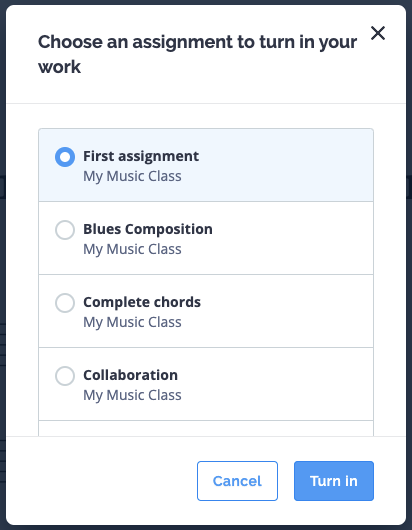 Choose an assignment to turn in your
work
First assignment
My Music Class
Blues Composition
My Music Class
Complete chords
My Music Class
Collaboration
My Music Class
Cancel
Turn in